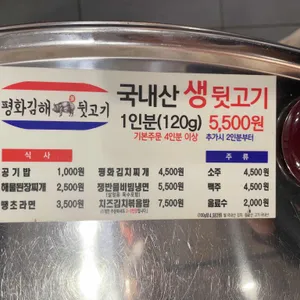 평화김해 뒷고기
국내산 생뒷고기
1인분(120g) 5,500원
기본주문 4인분 이상 추가시 2인분부터
식 사
공 기 밥 1,000원
해물된장찌개 2,500원
땡초라면 3,500원
평화김치찌개 4,500원
쟁반물비빔냉면 5,500원
치즈김치볶음밥 7,500원
주 류
소주 4,500원
맥주 4,500원
음료수 2,000원